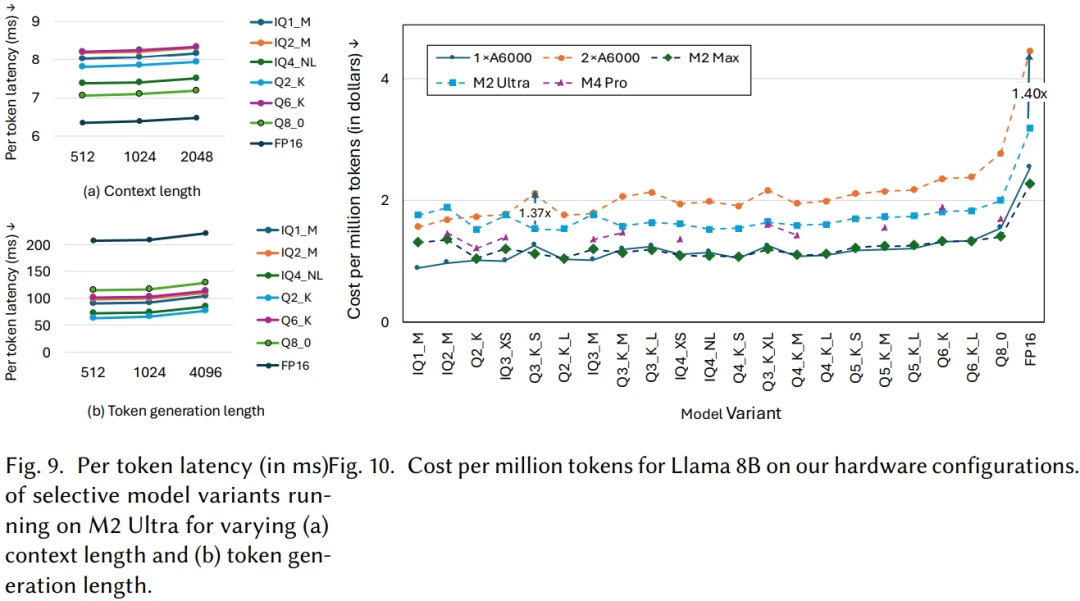 Per token latency (ms) ↓
9
8
7
6
512 1024 2048
(a) Context length
IQ1_M
IQ2_M
IQ4_NL
Q2_K
Q6_K
Q8_0
FP16
Per token latency (ms) ↓
200
150
100
50
0
512 1024 4096
(b) Token generation length
IQ1_M
IQ2_M
IQ4_NL
Q2_K
Q6_K
Q8_0
FP16
Cost per million tokens (in dollars) ↓
4
2
0
1×A6000 2×A6000 M2 Max
M2 Ultra M4 Pro
1.37x
1.40x
IQ1_M
IQ2_M
Q2_K
IQ3_XS
Q3_K_S
Q2_K_L
IQ3_M
Q3_K_M
Q3_K_L
IQ4_XS
IQ4_NL
Q4_K_S
Q3_K_XL
Q4_K_M
Q4_K_L
Q5_K_S
Q5_K_M
Q5_K_L
Q6_K
Q6_K_L
Q8_0
FP16
Model Variant
Fig. 9. Per token latency (in ms)
of selective model variants run-
ning on M2 Ultra for varying (a)
context length and (b) token gen-
eration length.
Fig. 10. Cost per million tokens for Llama 8B on our hardware configurations.